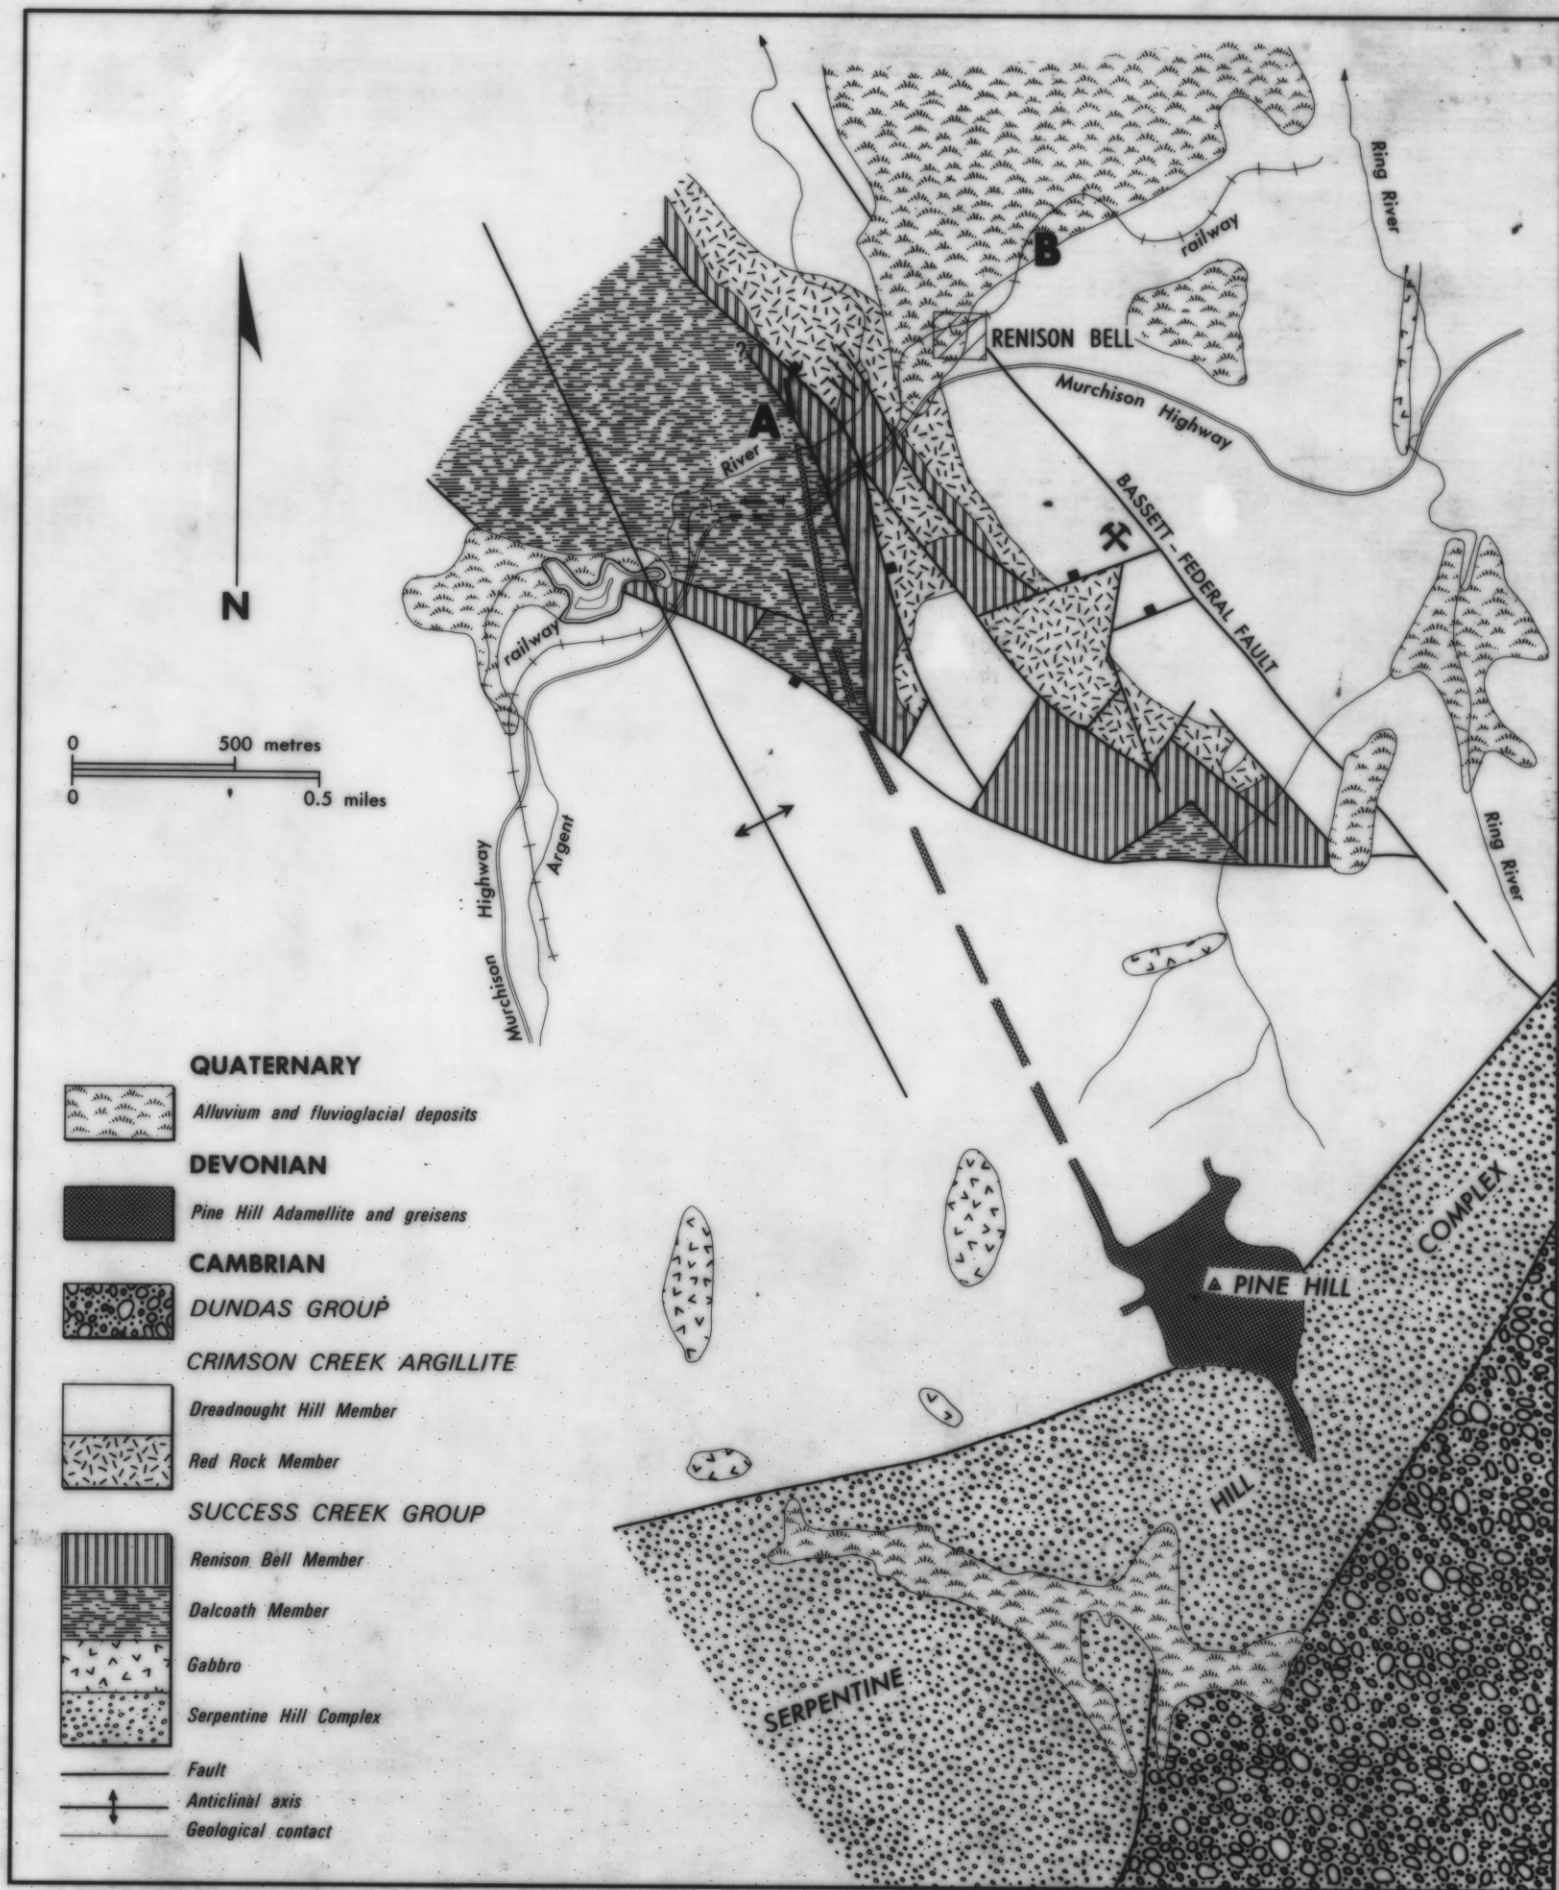 Ring River
railway
B
RENISON BELL
Murchison Highway
?
A
River
BASSETT - FEDERAL FAULT
N
railway
0 500 metres
0 0.5 miles
Argent
Murchison Highway
Ring River
QUATERNARY
Alluvium and fluvioglacial deposits
DEVONIAN
Pine Hill Adamellite and greisens
CAMBRIAN
DUNDAS GROUP
CRIMSON CREEK ARGILLITE
Dreadnought Hill Member
Red Rock Member
SUCCESS CREEK GROUP
Renison Bell Member
Dalcoath Member
Gabbro
Serpentine Hill Complex
Fault
Anticlinal axis
Geological contact
PINE HILL
SERPENTINE HILL COMPLEX